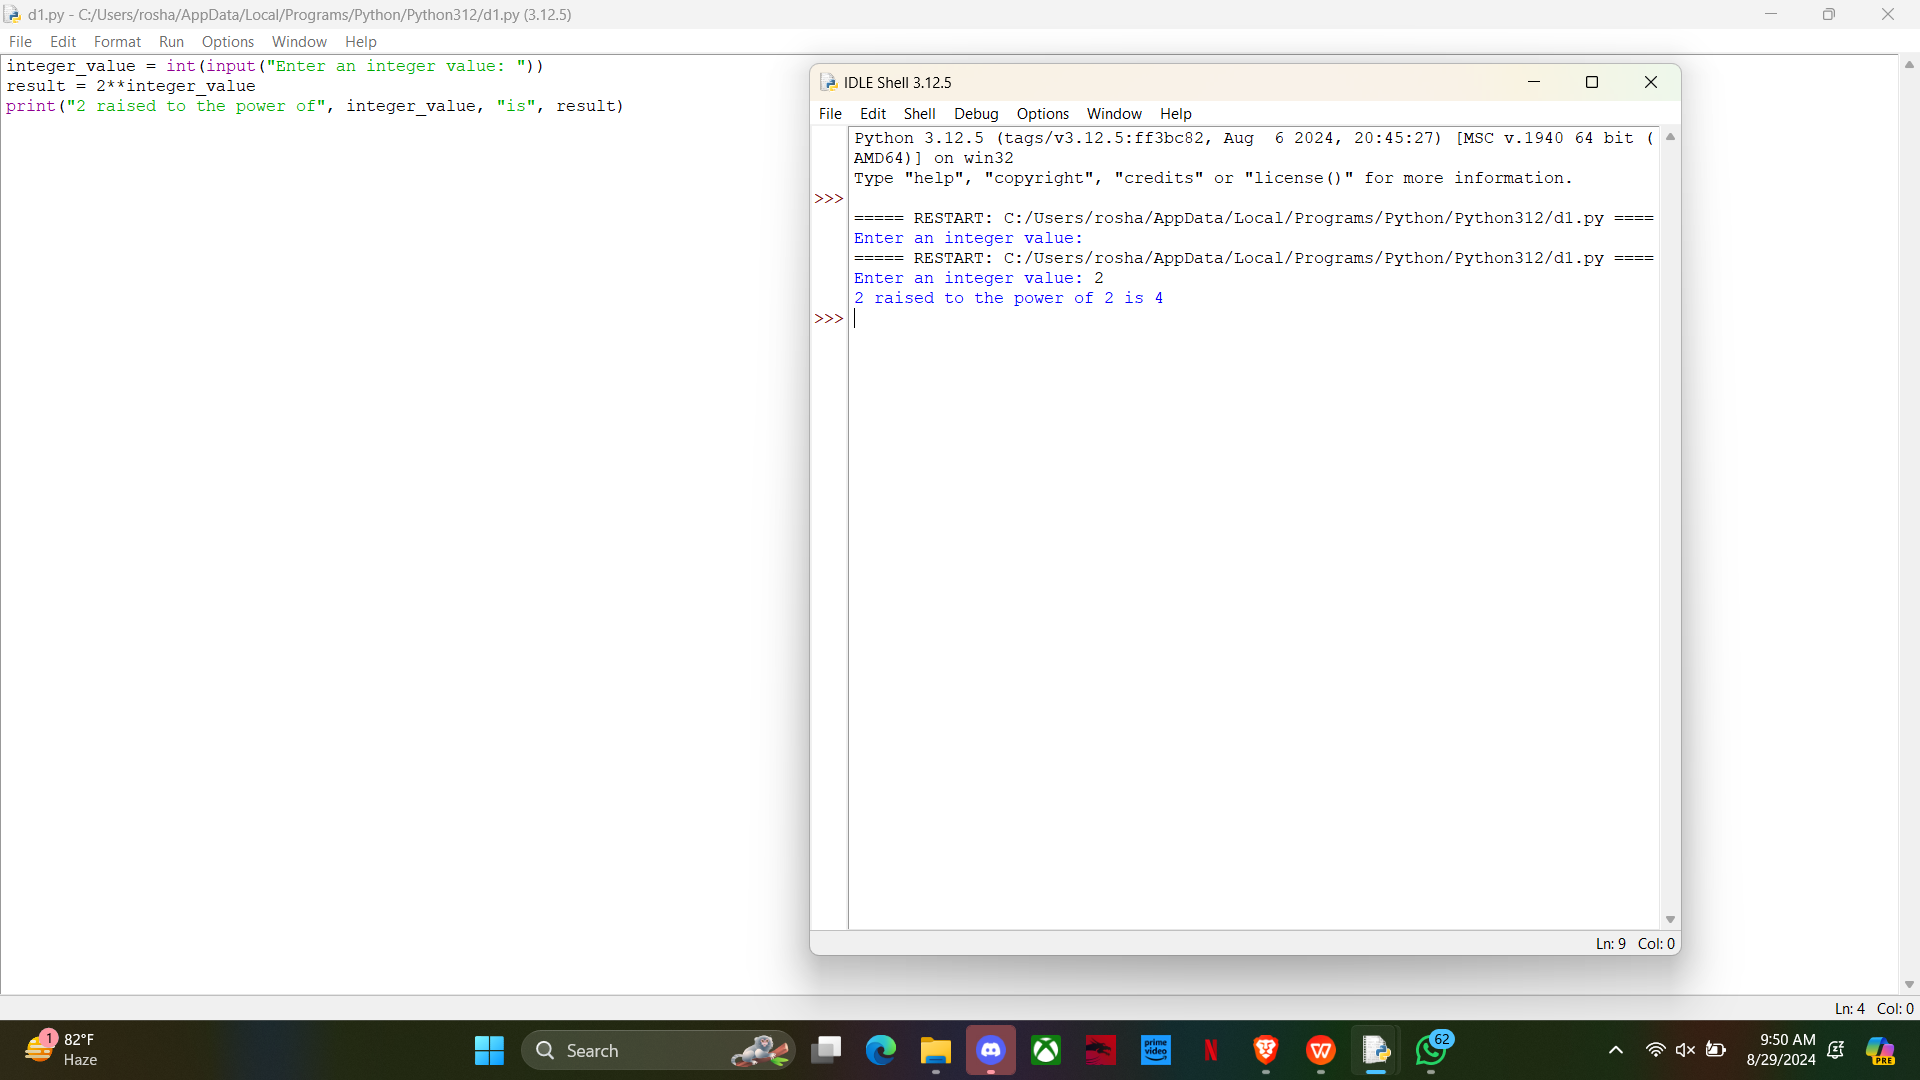 d1.py - C:/Users/rosha/AppData/Local/Programs/Python/Python312/d1.py (3.12.5)
File Edit Format Run Options Window Help
integer_value = int(input("Enter an integer value: "))
result = 2**integer_value
print("2 raised to the power of", integer_value, "is", result)
IDLE Shell 3.12.5
File Edit Shell Debug Options Window Help
Python 3.12.5 (tags/v3.12.5:ff3bc82, Aug  6 2024, 20:45:27) [MSC v.1940 64 bit (
AMD64)] on win32
Type "help", "copyright", "credits" or "license()" for more information.
>>>
===== RESTART: C:/Users/rosha/AppData/Local/Programs/Python/Python312/d1.py ====
Enter an integer value:
===== RESTART: C:/Users/rosha/AppData/Local/Programs/Python/Python312/d1.py ====
Enter an integer value: 2
2 raised to the power of 2 is 4
>>>
Ln: 9 Col: 0
Ln: 4 Col: 0
1
82°F
Haze
Search
prime video
N
W
62
9:50 AM
8/29/2024
PRE